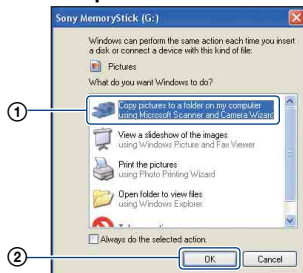 Sony MemoryStick (G:)
Windows can perform the same action each time you insert
a disk or connect a device with this kind of file:
Pictures
What do you want Windows to do?
① Copy pictures to a folder on my computer
using Microsoft Scanner and Camera Wizard
View a slideshow of the images
using Windows Picture and Fax Viewer
Print the pictures
using Photo Printing Wizard
Open folder to view files
using Windows Explorer
Always do the selected action.
② OK Cancel